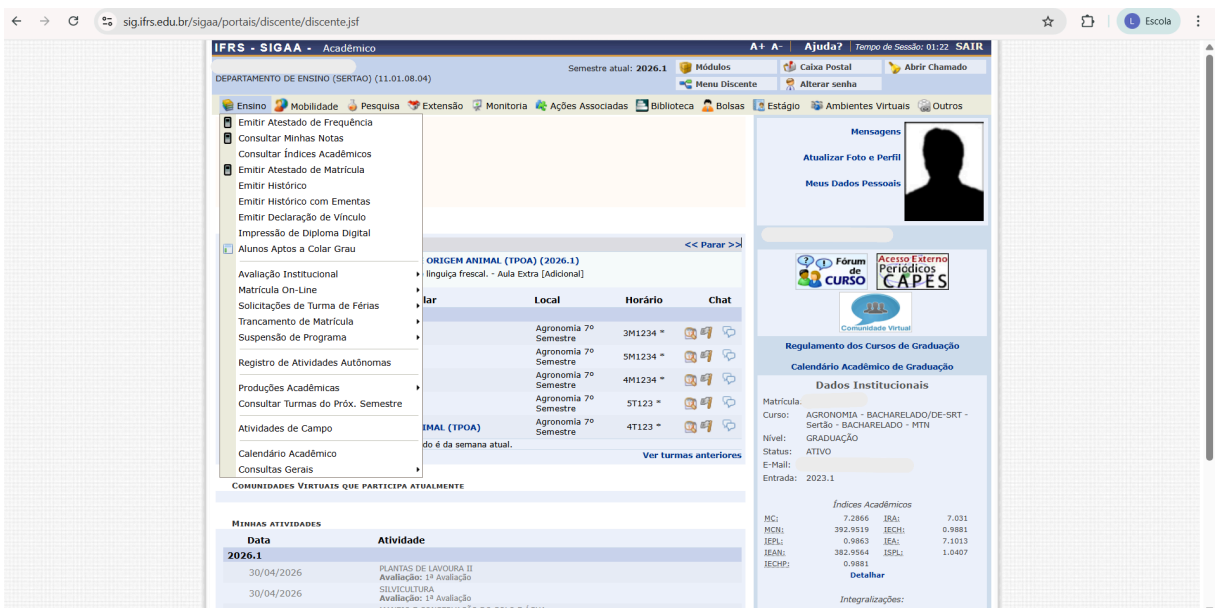 sig.ifrs.edu.br/sigaa/portais/discente/discente.jsf
L Escola
IFRS - SIGAA - Acadêmico
A+ A- Ajuda? Tempo de Sessão: 01:22 SAIR
Semestre atual: 2026.1
Módulos Caixa Postal Abrir Chamado
DEPARTAMENTO DE ENSINO (SERTAO) (11.01.08.04)
Menu Discente Alterar senha
Ensino Mobilidade Pesquisa Extensão Monitoria Ações Associadas Biblioteca Bolsas Estágio Ambientes Virtuais Outros
Emitir Atestado de Frequência
Consultar Minhas Notas
Consultar Índices Acadêmicos
Emitir Atestado de Matrícula
Emitir Histórico
Emitir Histórico com Ementas
Emitir Declaração de Vínculo
Impressão de Diploma Digital
Alunos Aptos a Colar Grau
Avaliação Institucional
Matrícula On-Line
Solicitações de Turma de Férias
Trancamento de Matrícula
Suspensão de Programa
Registro de Atividades Autônomas
Produções Acadêmicas
Consultar Turmas do Próx. Semestre
Atividades de Campo
Calendário Acadêmico
Consultas Gerais
<< Parar >>
ORIGEM ANIMAL (TPOA) (2026.1)
linguiça frescal. - Aula Extra [Adicional]
lar Local Horário Chat
Agronomia 7º Semestre 3M1234 *
Agronomia 7º Semestre 5M1234 *
Agronomia 7º Semestre 4M1234 *
Agronomia 7º Semestre 5T123 *
IMAL (TPOA) Agronomia 7º Semestre 4T123 *
do é da semana atual.
Ver turmas anteriores
COMUNIDADES VIRTUAIS QUE PARTICIPA ATUALMENTE
MINHAS ATIVIDADES
Data Atividade
2026.1
30/04/2026 PLANTAS DE LAVOURA II
Avaliação: 1ª Avaliação
30/04/2026 SILVICULTURA
Avaliação: 1ª Avaliação
Mensagens
Atualizar Foto e Perfil
Meus Dados Pessoais
Fórum de CURSO
Acesso Externo Periódicos CAPES
Comunidade Virtual
Regulamento dos Cursos de Graduação
Calendário Acadêmico de Graduação
Dados Institucionais
Matrícula:
Curso: AGRONOMIA - BACHARELADO/DE-SRT -
Sertão - BACHARELADO - MTN
Nível: GRADUAÇÃO
Status: ATIVO
E-Mail:
Entrada: 2023.1
Índices Acadêmicos
MC: 7.2866 IRA: 7.031
MCN: 392.9519 IECH: 0.9881
IEPL: 0.9863 IEA: 7.1013
IEAN: 382.9564 ISPL: 1.0407
IECHP: 0.9881
Detalhar
Integralizações: